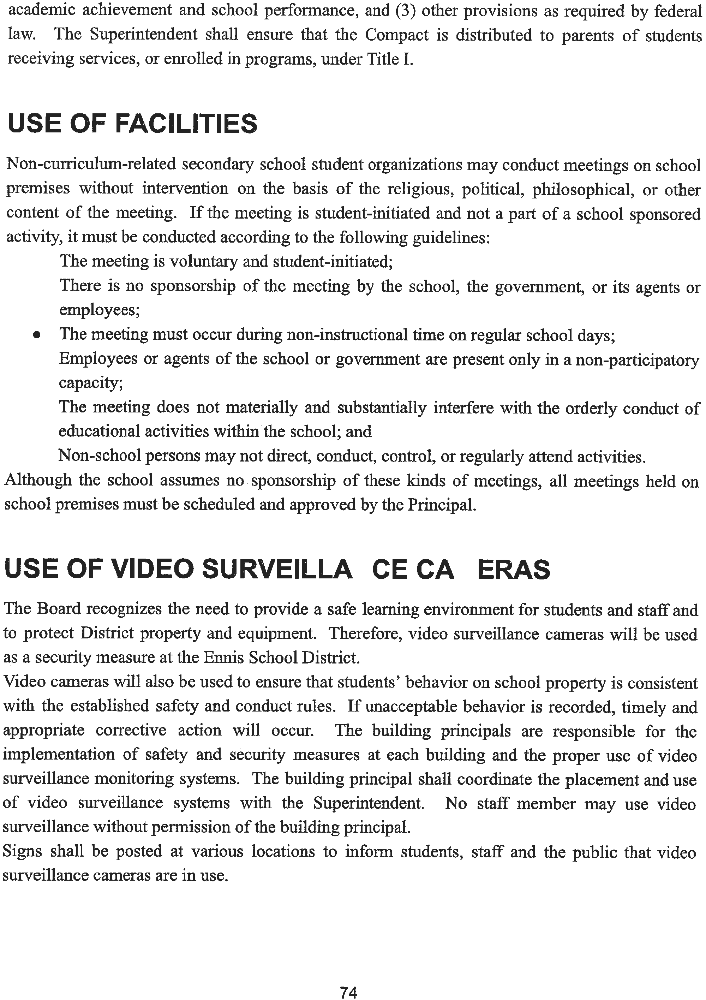 academic achievement and school performance, and (3) other provisions as required by federal
law. The Superintendent shall ensure that the Compact is distributed to parents of students
receiving services, or enrolled in programs, under Title I.
USE OF FACILITIES
Non-curriculum-related secondary school student organizations may conduct meetings on school
premises without intervention on the basis of the religious, political, philosophical, or other
content of the meeting. If the meeting is student-initiated and not a part of a school sponsored
activity, it must be conducted according to the following guidelines:
The meeting is voluntary and student-initiated;
There is no sponsorship of the meeting by the school, the government, or its agents or
employees;
• The meeting must occur during non-instructional time on regular school days;
Employees or agents of the school or government are present only in a non-participatory
capacity;
The meeting does not materially and substantially interfere with the orderly conduct of
educational activities within the school; and
Non-school persons may not direct, conduct, control, or regularly attend activities.
Although the school assumes no sponsorship of these kinds of meetings, all meetings held on
school premises must be scheduled and approved by the Principal.
USE OF VIDEO SURVEILLA CE CA ERAS
The Board recognizes the need to provide a safe learning environment for students and staff and
to protect District property and equipment. Therefore, video surveillance cameras will be used
as a security measure at the Ennis School District.
Video cameras will also be used to ensure that students’ behavior on school property is consistent
with the established safety and conduct rules. If unacceptable behavior is recorded, timely and
appropriate corrective action will occur. The building principals are responsible for the
implementation of safety and security measures at each building and the proper use of video
surveillance monitoring systems. The building principal shall coordinate the placement and use
of video surveillance systems with the Superintendent. No staff member may use video
surveillance without permission of the building principal.
Signs shall be posted at various locations to inform students, staff and the public that video
surveillance cameras are in use.
74